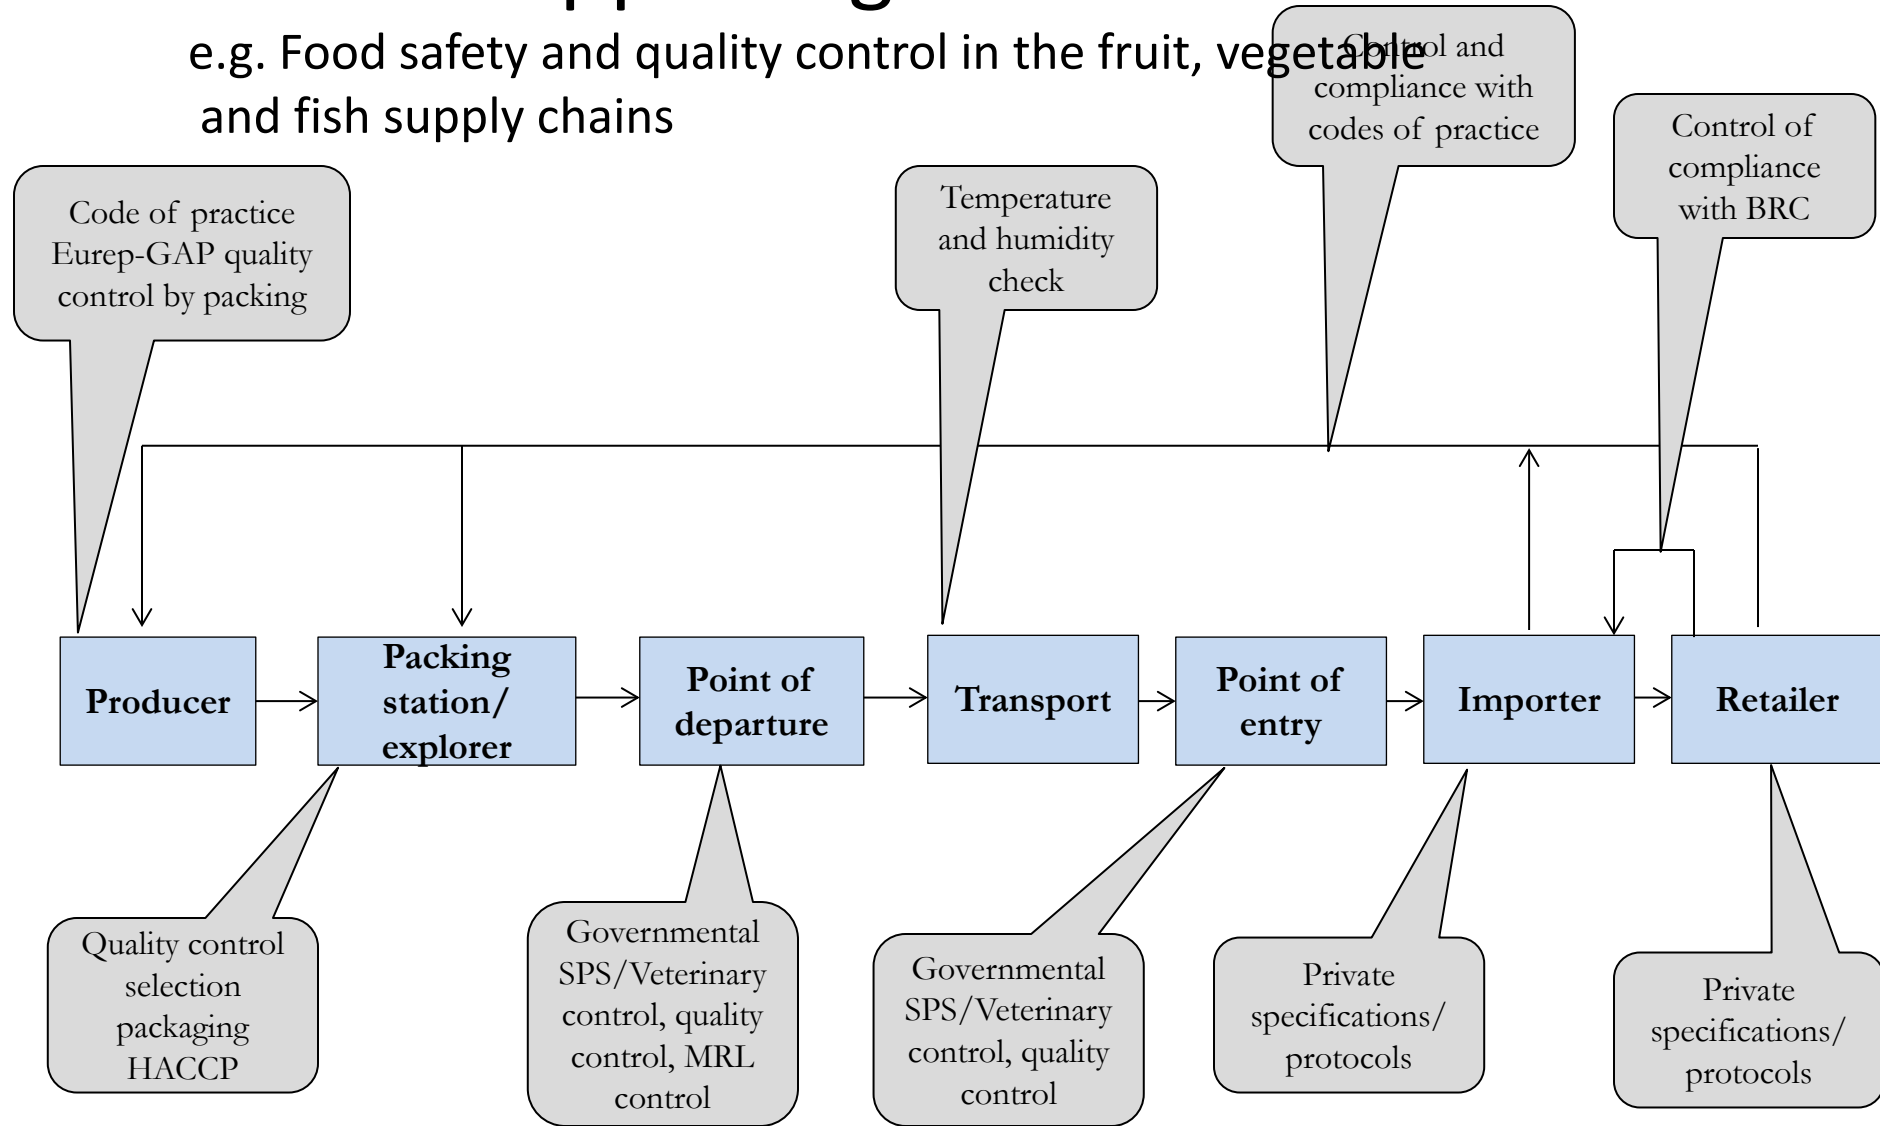 e.g. Food safety and quality control in the fruit, vegetable
and fish supply chains
Control and
compliance with
codes of practice
Control of
compliance
with BRC
Code of practice
Eurep-GAP quality
control by packing
Temperature
and humidity
check
Producer
Packing
station/
explorer
Point of
departure
Transport
Point of
entry
Importer
Retailer
Quality control
selection
packaging
HACCP
Governmental
SPS/Veterinary
control, quality
control, MRL
control
Governmental
SPS/Veterinary
control, quality
control
Private
specifications/
protocols
Private
specifications/
protocols